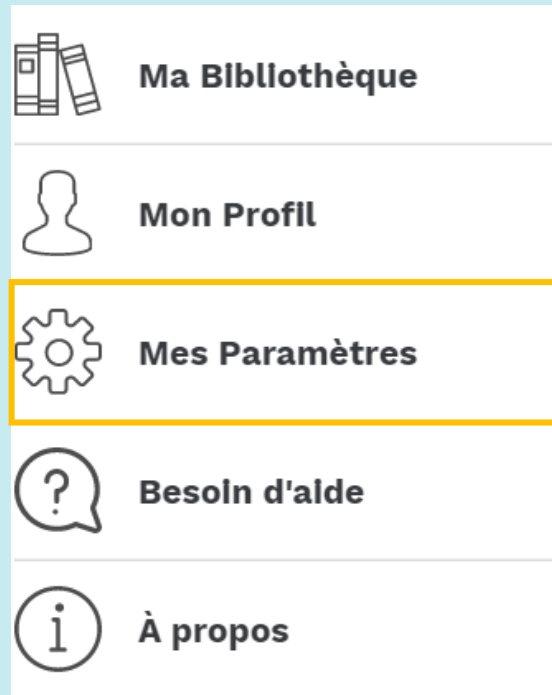 Ma Bibliothèque
Mon Profil
Mes Paramètres
Besoin d'aide
À propos